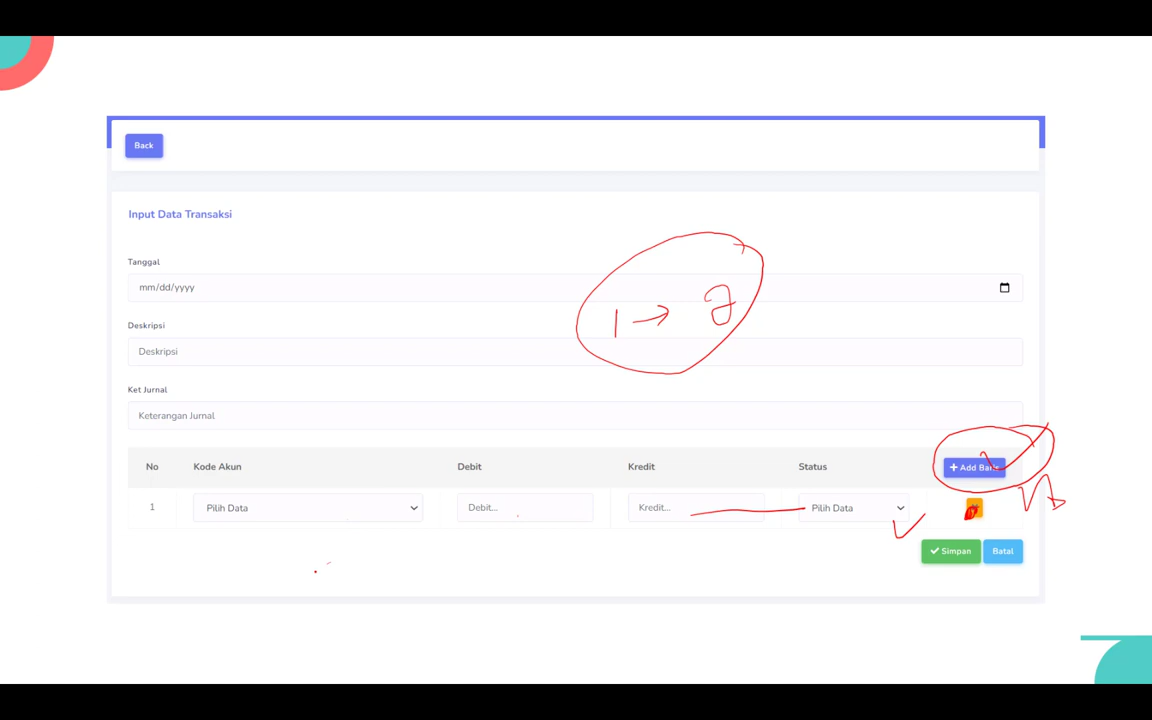 Back
Input Data Transaksi
Tanggal
mm/dd/yyyy
Deskripsi
Deskripsi
1 → 2
Ket Jurnal
Keterangan Jurnal
No Kode Akun Debit Kredit Status + Add
1 Pilih Data Debit... Kredit... Pilih Data
Simpan Batal